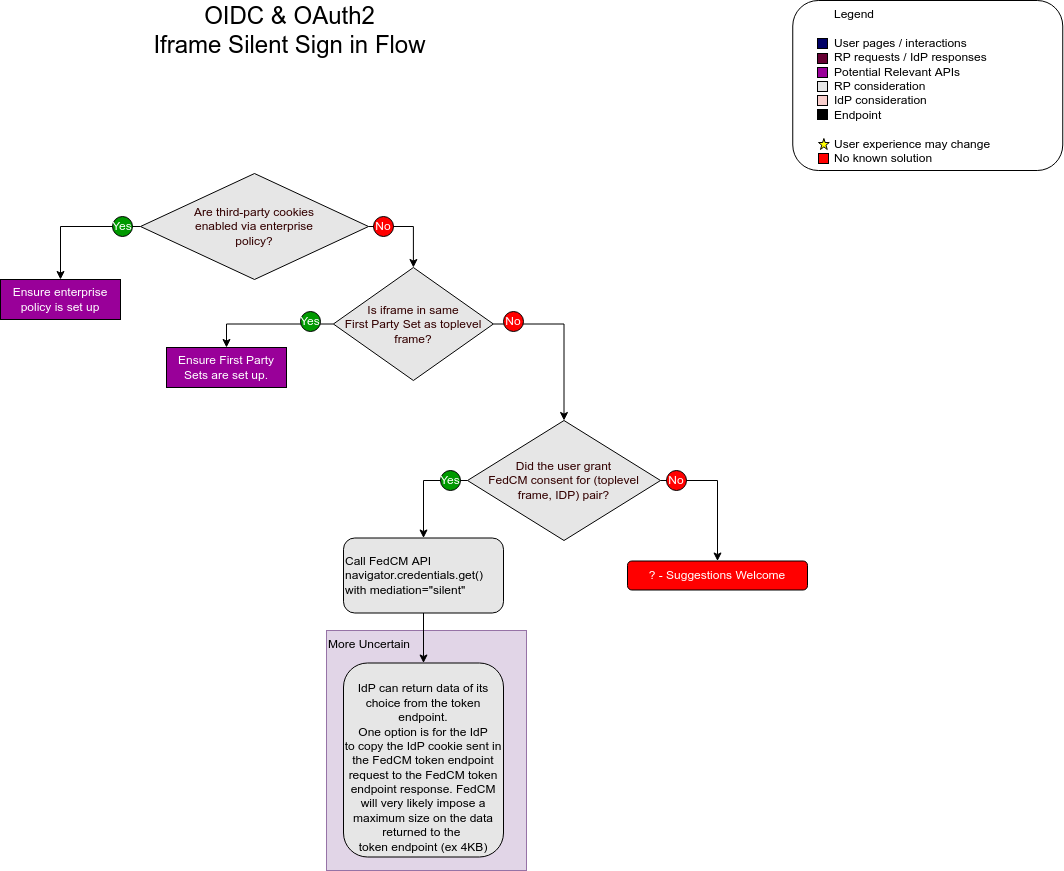 OIDC & OAuth2
Iframe Silent Sign in Flow
Legend
User pages / interactions
RP requests / IdP responses
Potential Relevant APIs
RP consideration
IdP consideration
Endpoint
User experience may change
No known solution
Are third-party cookies
enabled via enterprise
policy?
Yes
No
Ensure enterprise
policy is set up
Is iframe in same
First Party Set as toplevel
frame?
Yes
No
Ensure First Party
Sets are set up.
Did the user grant
FedCM consent for (toplevel
frame, IDP) pair?
Yes
No
Call FedCM API
navigator.credentials.get()
with mediation="silent"
? - Suggestions Welcome
More Uncertain
IdP can return data of its
choice from the token
endpoint.
One option is for the IdP
to copy the IdP cookie sent in
the FedCM token endpoint
request to the FedCM token
endpoint response. FedCM
will very likely impose a
maximum size on the data
returned to the
token endpoint (ex 4KB)